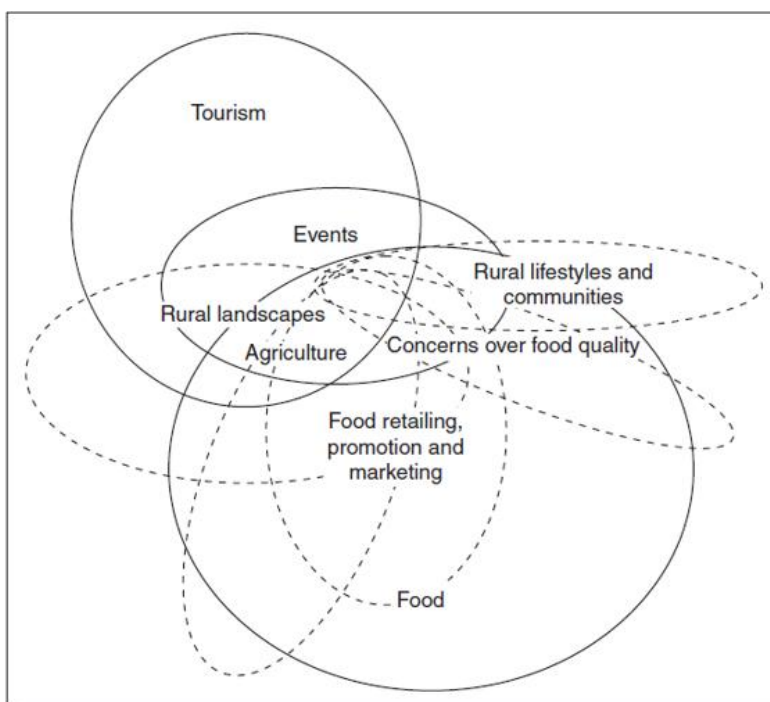 Tourism
Events
Rural lifestyles and
communities
Rural landscapes
Agriculture
Concerns over food quality
Food retailing,
promotion and
marketing
Food